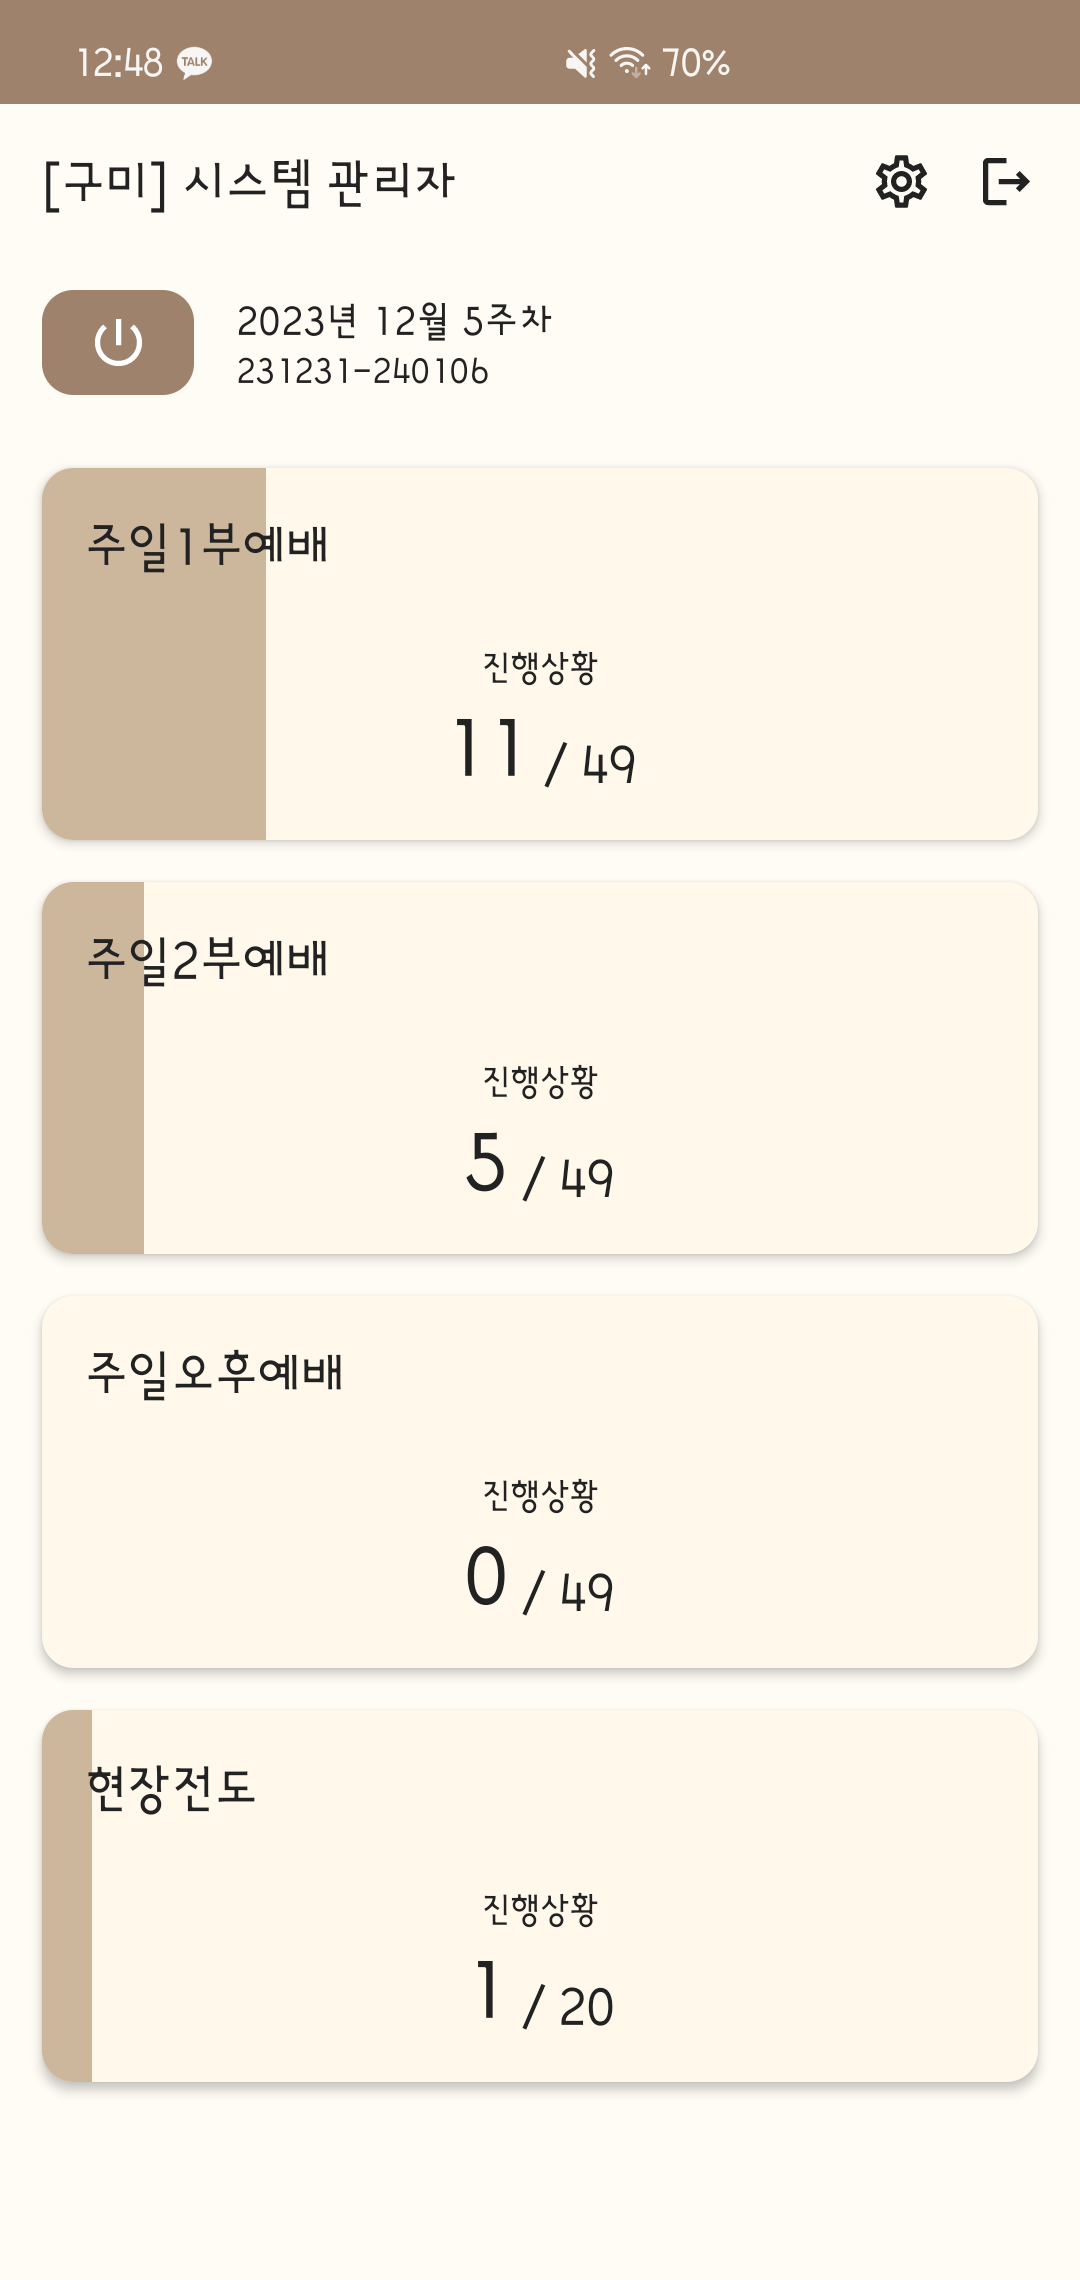 12:48 TALK 70%
[구미] 시스템 관리자
2023년 12월 5주차
231231-240106
주일1부예배
진행상황
11 / 49
주일2부예배
진행상황
5 / 49
주일오후예배
진행상황
0 / 49
현장전도
진행상황
1 / 20